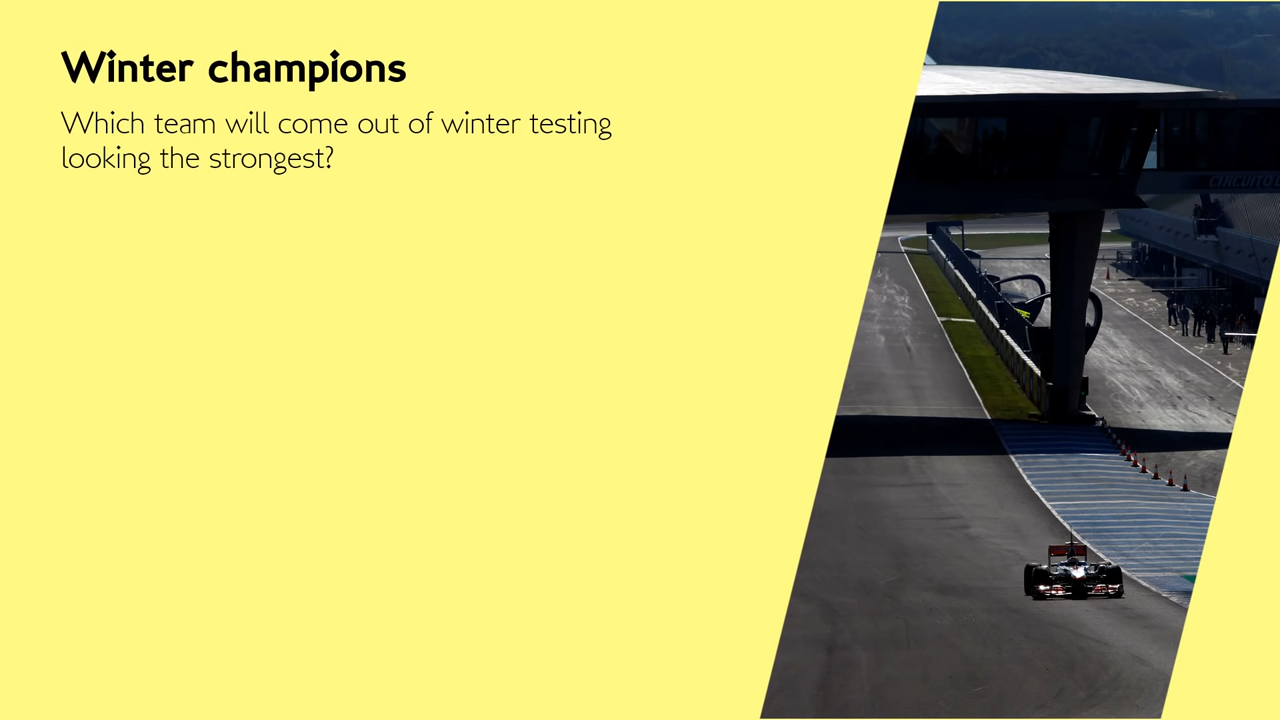 Winter champions
Which team will come out of winter testing
looking the strongest?
CIRCUITO